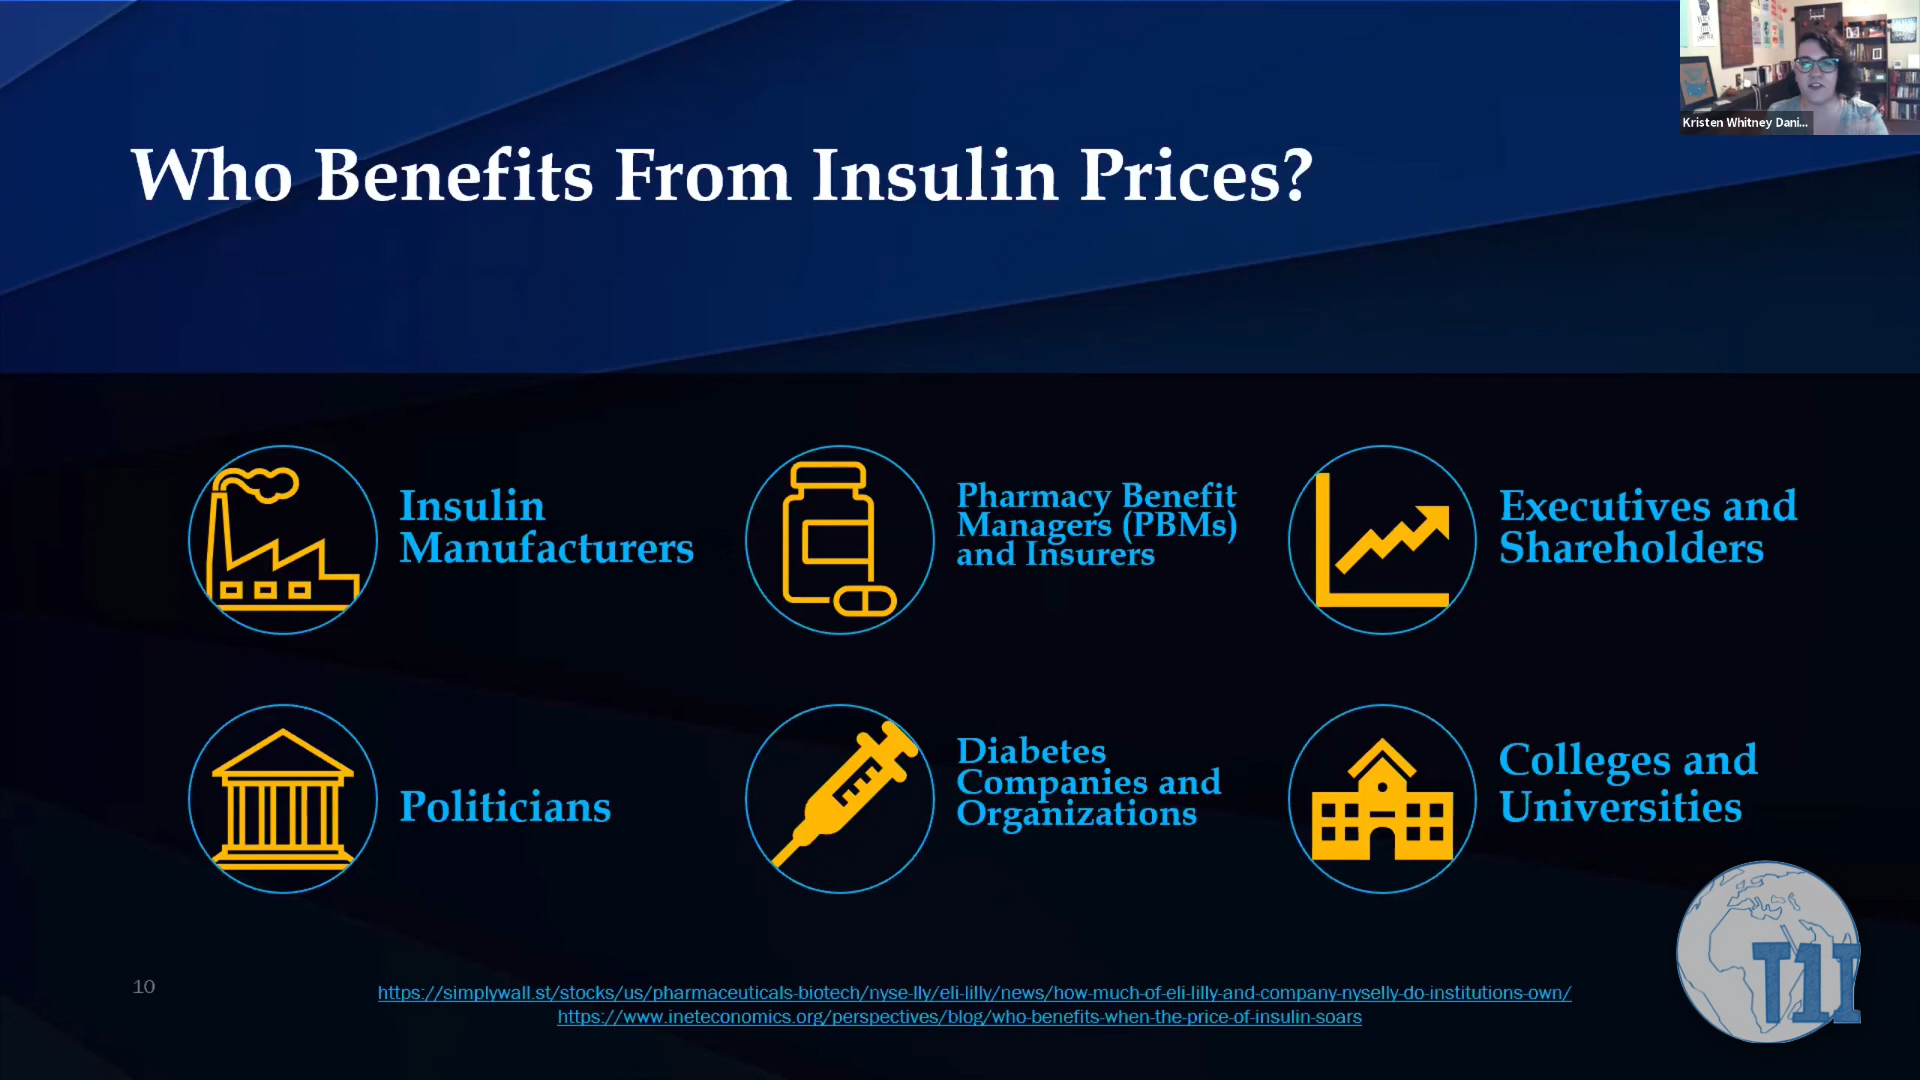 Kristen Whitney Dani...
Who Benefits From Insulin Prices?
Insulin
Manufacturers
Pharmacy Benefit
Managers (PBMs)
and Insurers
Executives and
Shareholders
Politicians
Diabetes
Companies and
Organizations
Colleges and
Universities
10
https://simplywall.st/stocks/us/pharmaceuticals-biotech/nyse-lly/eli-lilly/news/how-much-of-eli-lilly-and-company-nyselly-do-institutions-own/
https://www.ineteconomics.org/perspectives/blog/who-benefits-when-the-price-of-insulin-soars
T1I